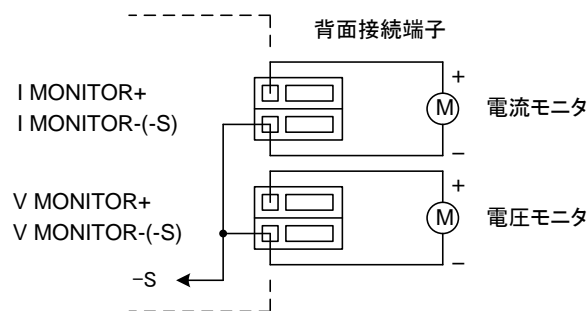 背面接続端子
I MONITOR+
I MONITOR-(-S)
+
M
電流モニタ
−
V MONITOR+
V MONITOR-(-S)
+
M
電圧モニタ
−
−S